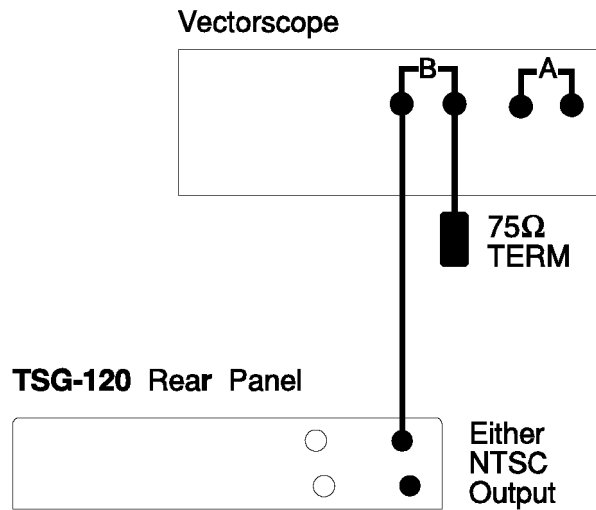 Vectorscope
B
A
75Ω
TERM
TSG-120 Rear Panel
Either
NTSC
Output